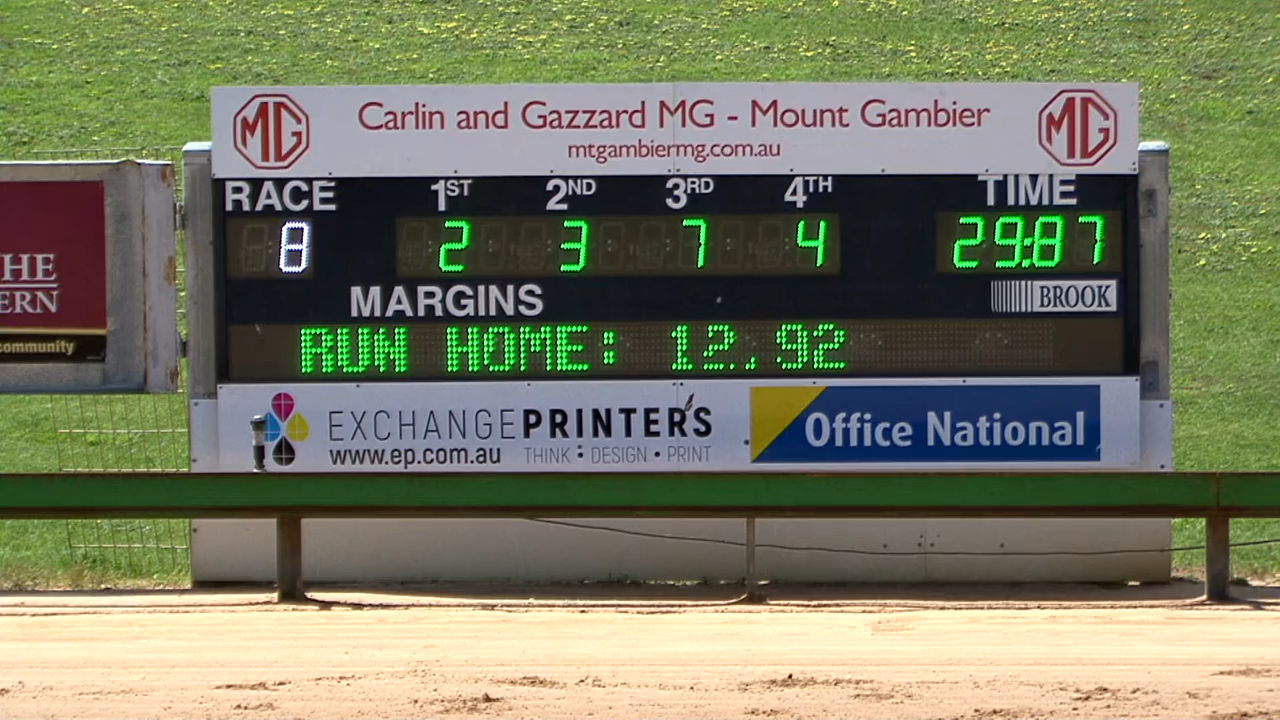 MG Carlin and Gazzard MG - Mount Gambier MG
mtgambiermg.com.au
RACE 1ST 2ND 3RD 4TH TIME
8 2 3 7 4 29:87
MARGINS
BROOK
RUN HOME: 12.92
HE
ERN
community
EXCHANGEPRINTERS
www.ep.com.au THINK : DESIGN • PRINT
Office National